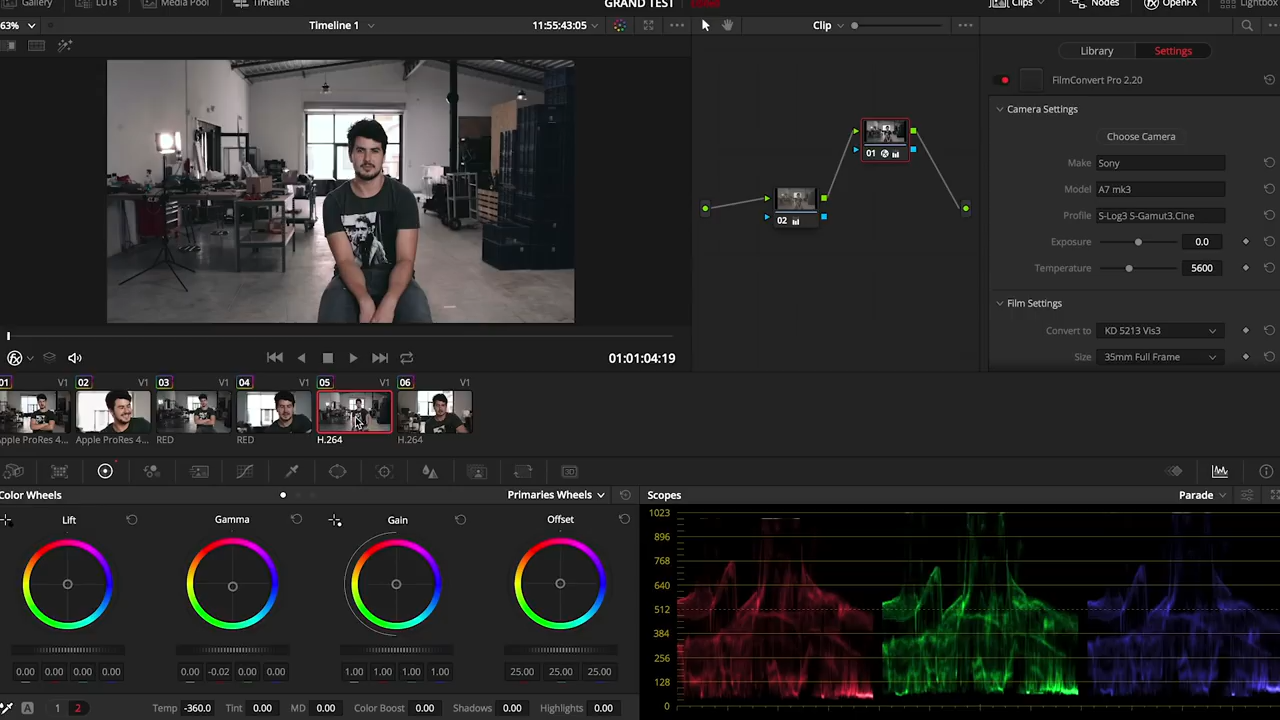 Gallery LUTs Media Pool Timeline GRAND TEST Clips Nodes OpenFX Lightbox
63% Timeline 1 11:55:43:05 Clip
Library Settings
FilmConvert Pro 2.20
Camera Settings
Choose Camera
Make Sony
Model A7 mk3
Profile S-Log3 S-Gamut3.Cine
Exposure 0.0
Temperature 5600
Film Settings
Convert to KD 5213 Vis3
Size 35mm Full Frame
01
02
01:01:04:19
01 V1 02 V1 03 V1 04 V1 05 V1 06 V1
Apple ProRes 4... Apple ProRes 4... RED RED H.264 H.264
Color Wheels Primaries Wheels Scopes Parade
Lift Gamma Gain Offset
1023
896
768
640
512
384
256
128
0
0.00 0.00 0.00 0.00 0.00 -0.02 0.00 0.00 1.00 1.00 1.00 1.00 25.00 25.00 25.00
A 1 2 Temp -360.0 Tint 0.00 MD 0.00 Color Boost 0.00 Shadows 0.00 Highlights 0.00